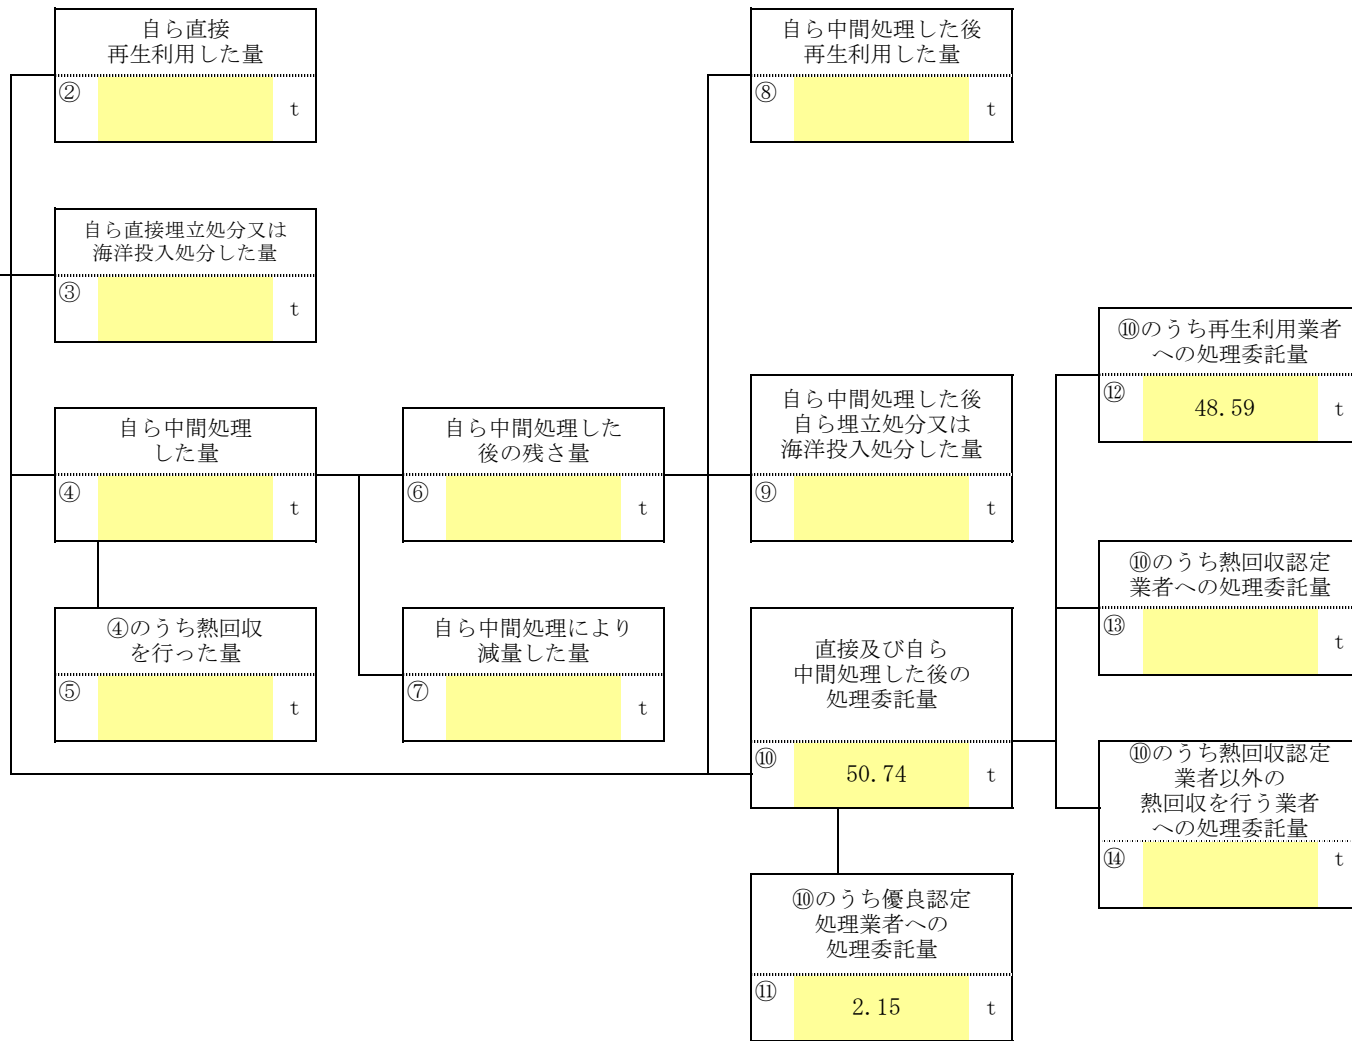 自ら直接
再生利用した量
②
t
自ら直接埋立処分又は
海洋投入処分した量
③
t
自ら中間処理
した量
④
t
④のうち熱回収
を行った量
⑤
t
自ら中間処理した
後の残さ量
⑥
t
自ら中間処理により
減量した量
⑦
t
自ら中間処理した後
再生利用した量
⑧
t
自ら中間処理した後
自ら埋立処分又は
海洋投入処分した量
⑨
t
直接及び自ら
中間処理した後の
処理委託量
⑩ 50.74 t
⑩のうち優良認定
処理業者への
処理委託量
⑪ 2.15 t
⑩のうち再生利用業者
への処理委託量
⑫ 48.59 t
⑩のうち熱回収認定
業者への処理委託量
⑬
t
⑩のうち熱回収認定
業者以外の
熱回収を行う業者
への処理委託量
⑭
t